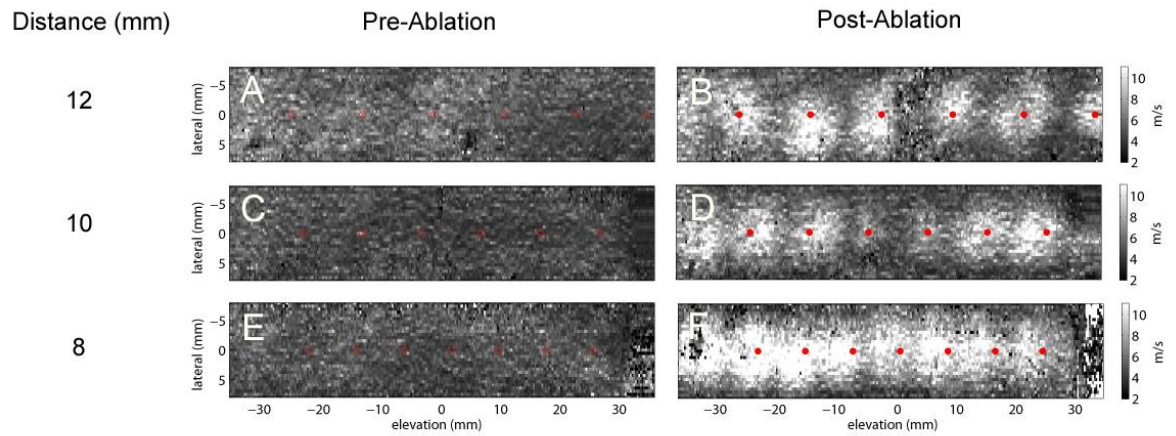 Distance (mm) Pre-Ablation Post-Ablation
12
A
B
lateral (mm)
−5
0
5
10
8
6
4
2
m/s
10
C
D
lateral (mm)
−5
0
5
10
8
6
4
2
m/s
8
E
F
lateral (mm)
−5
0
5
10
8
6
4
2
m/s
−30 −20 −10 0 10 20 30
elevation (mm)
−30 −20 −10 0 10 20 30
elevation (mm)